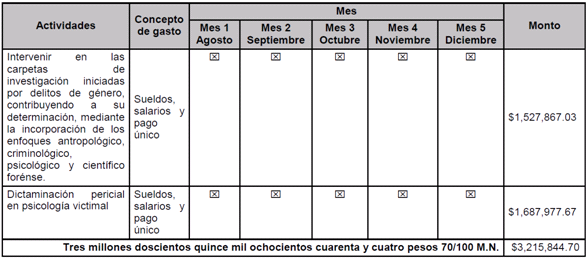 Actividades
Concepto
de gasto
Mes
Monto
Mes 1
Agosto
Mes 2
Septiembre
Mes 3
Octubre
Mes 4
Noviembre
Mes 5
Diciembre
Intervenir en las
carpetas de
investigación iniciadas
por delitos de género,
contribuyendo a su
determinación, mediante
la incorporación de los
enfoques antropológico,
criminológico,
psicológico y científico
forénse.
Sueldos,
salarios y
pago
único
☒ ☒ ☒ ☒ ☒
$1,527,867.03
Dictaminación pericial
en psicología victimal
Sueldos,
salarios y
pago
único
☒ ☒ ☒ ☒ ☒
$1,687,977.67
Tres millones doscientos quince mil ochocientos cuarenta y cuatro pesos 70/100 M.N.
$3,215,844.70